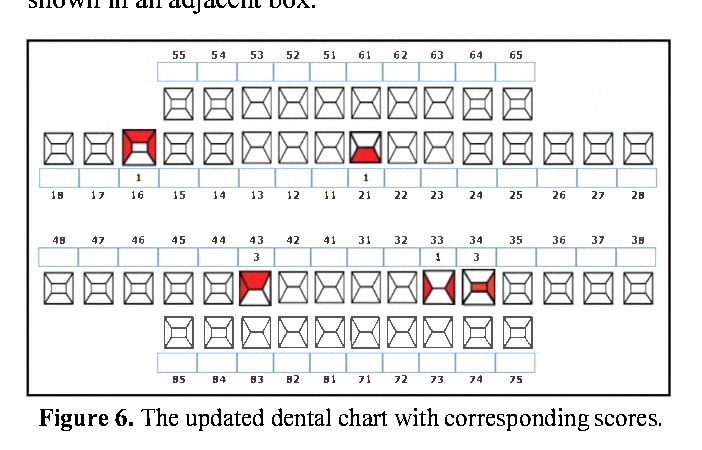 shown in an adjacent box.
55 54 53 52 51 61 62 63 64 65
1 1
18 17 16 15 14 13 12 11 21 22 23 24 25 26 27 28
48 47 46 45 44 43 42 41 31 32 33 34 35 36 37 38
3 1 3
85 84 83 82 81 71 72 73 74 75
Figure 6. The updated dental chart with corresponding scores.